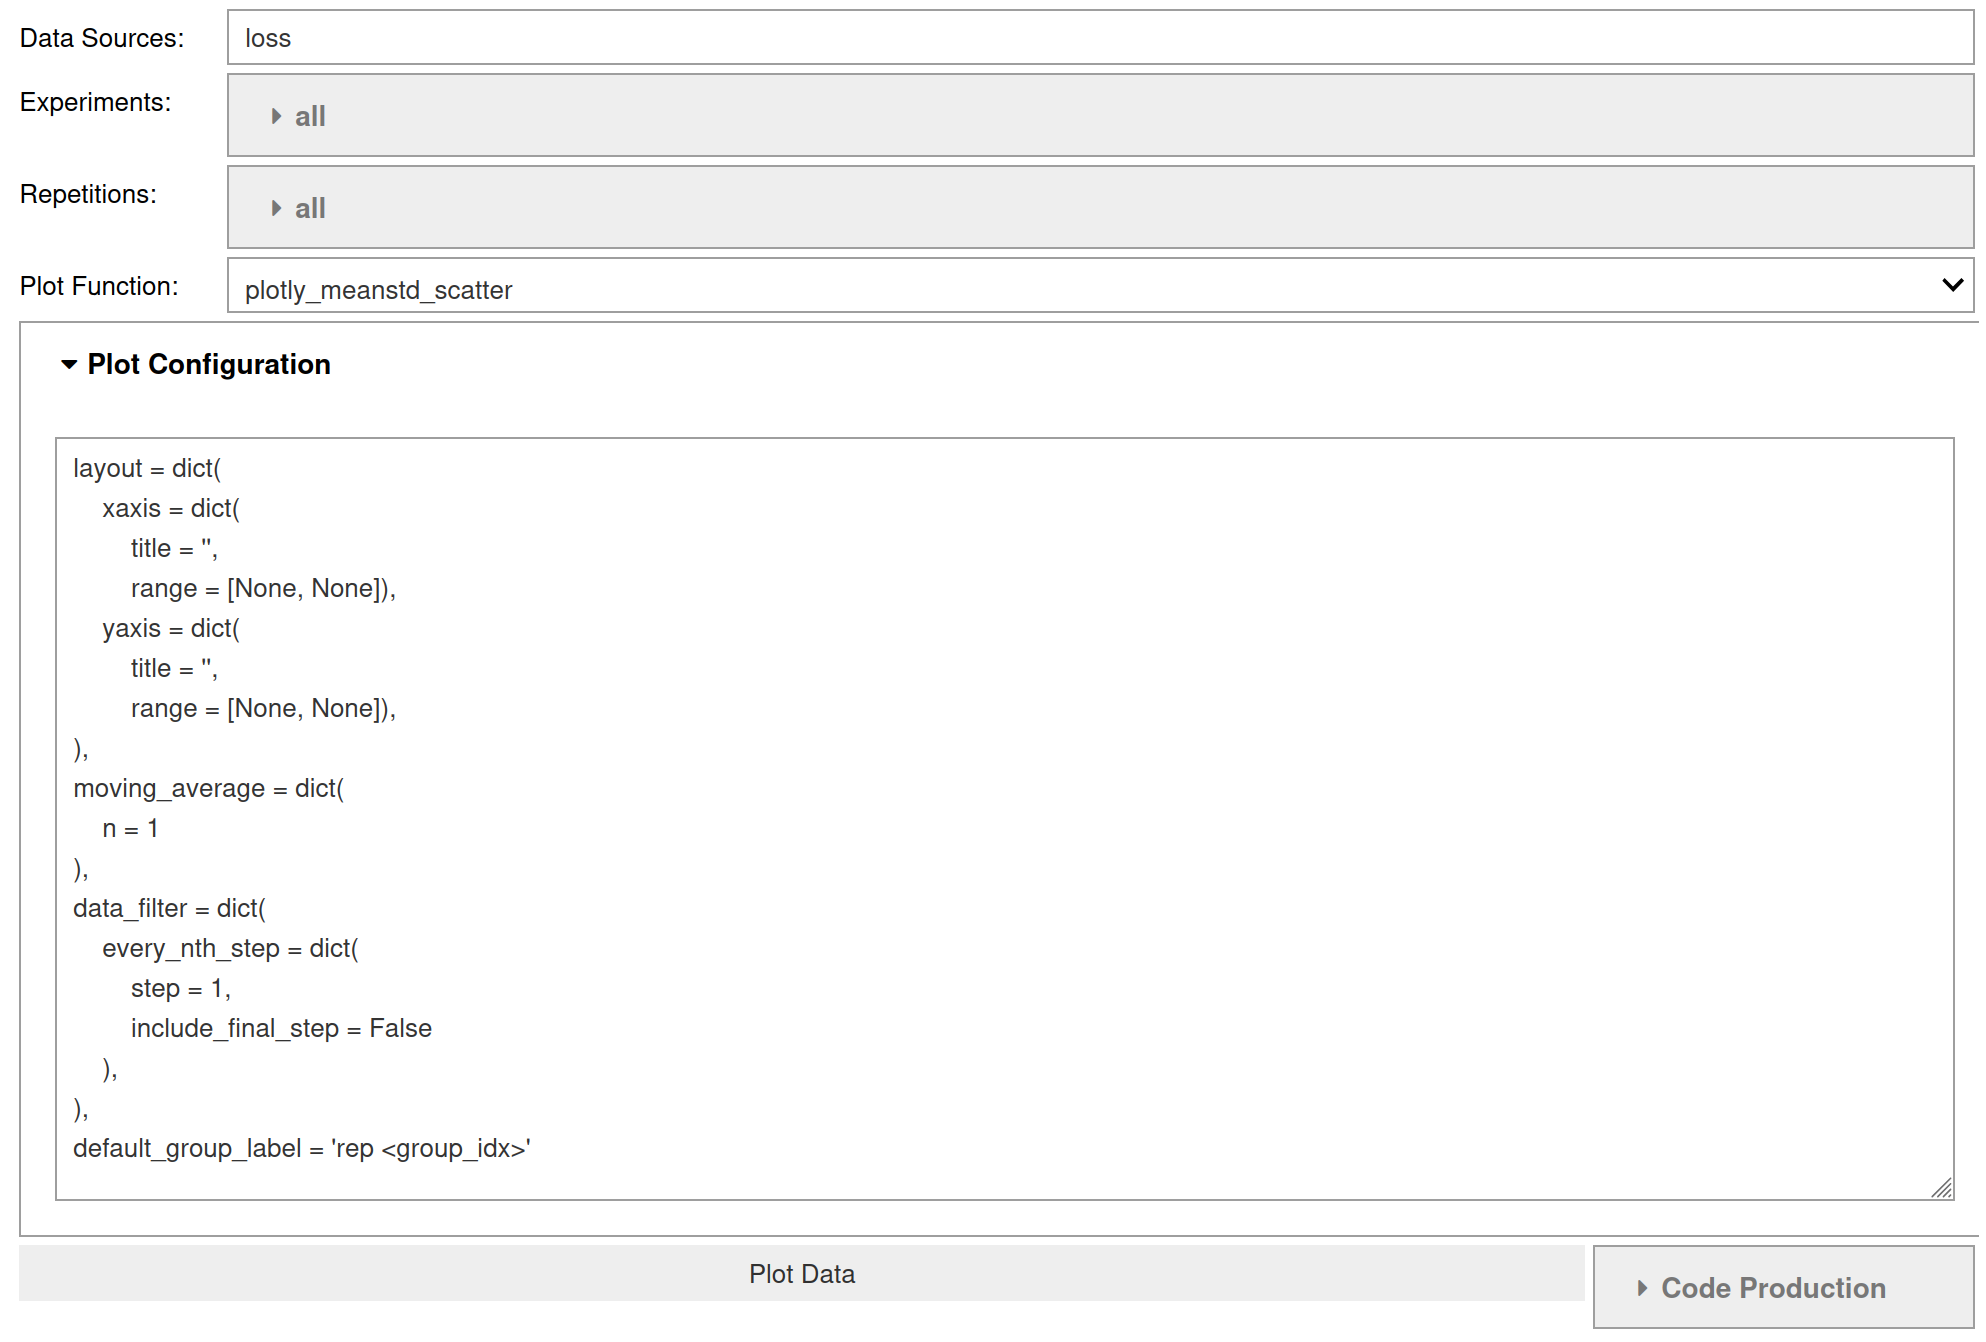 Data Sources: loss
Experiments: all
Repetitions: all
Plot Function: plotly_meanstd_scatter
Plot Configuration
layout = dict(
    xaxis = dict(
        title = '',
        range = [None, None]),
    yaxis = dict(
        title = '',
        range = [None, None]),
),
moving_average = dict(
    n = 1
),
data_filter = dict(
    every_nth_step = dict(
        step = 1,
        include_final_step = False
    ),
),
default_group_label = 'rep <group_idx>'
Plot Data Code Production